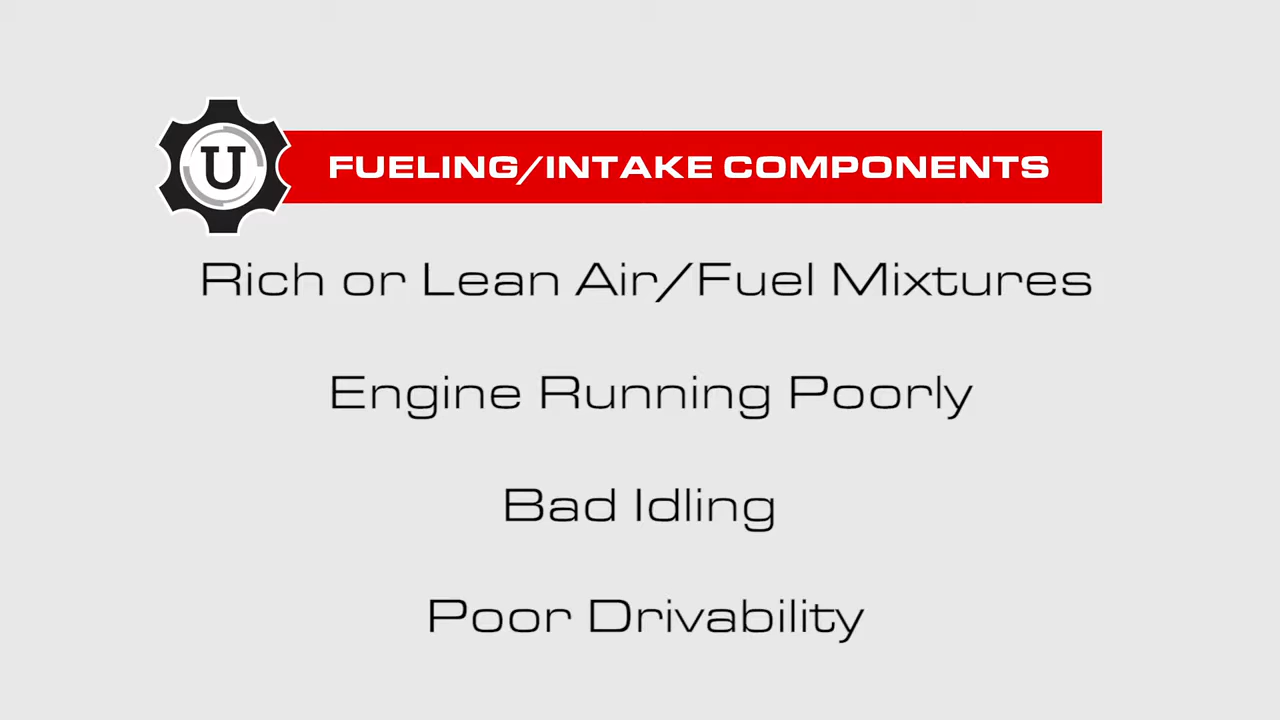 U
FUELING/INTAKE COMPONENTS
Rich or Lean Air/Fuel Mixtures
Engine Running Poorly
Bad Idling
Poor Drivability